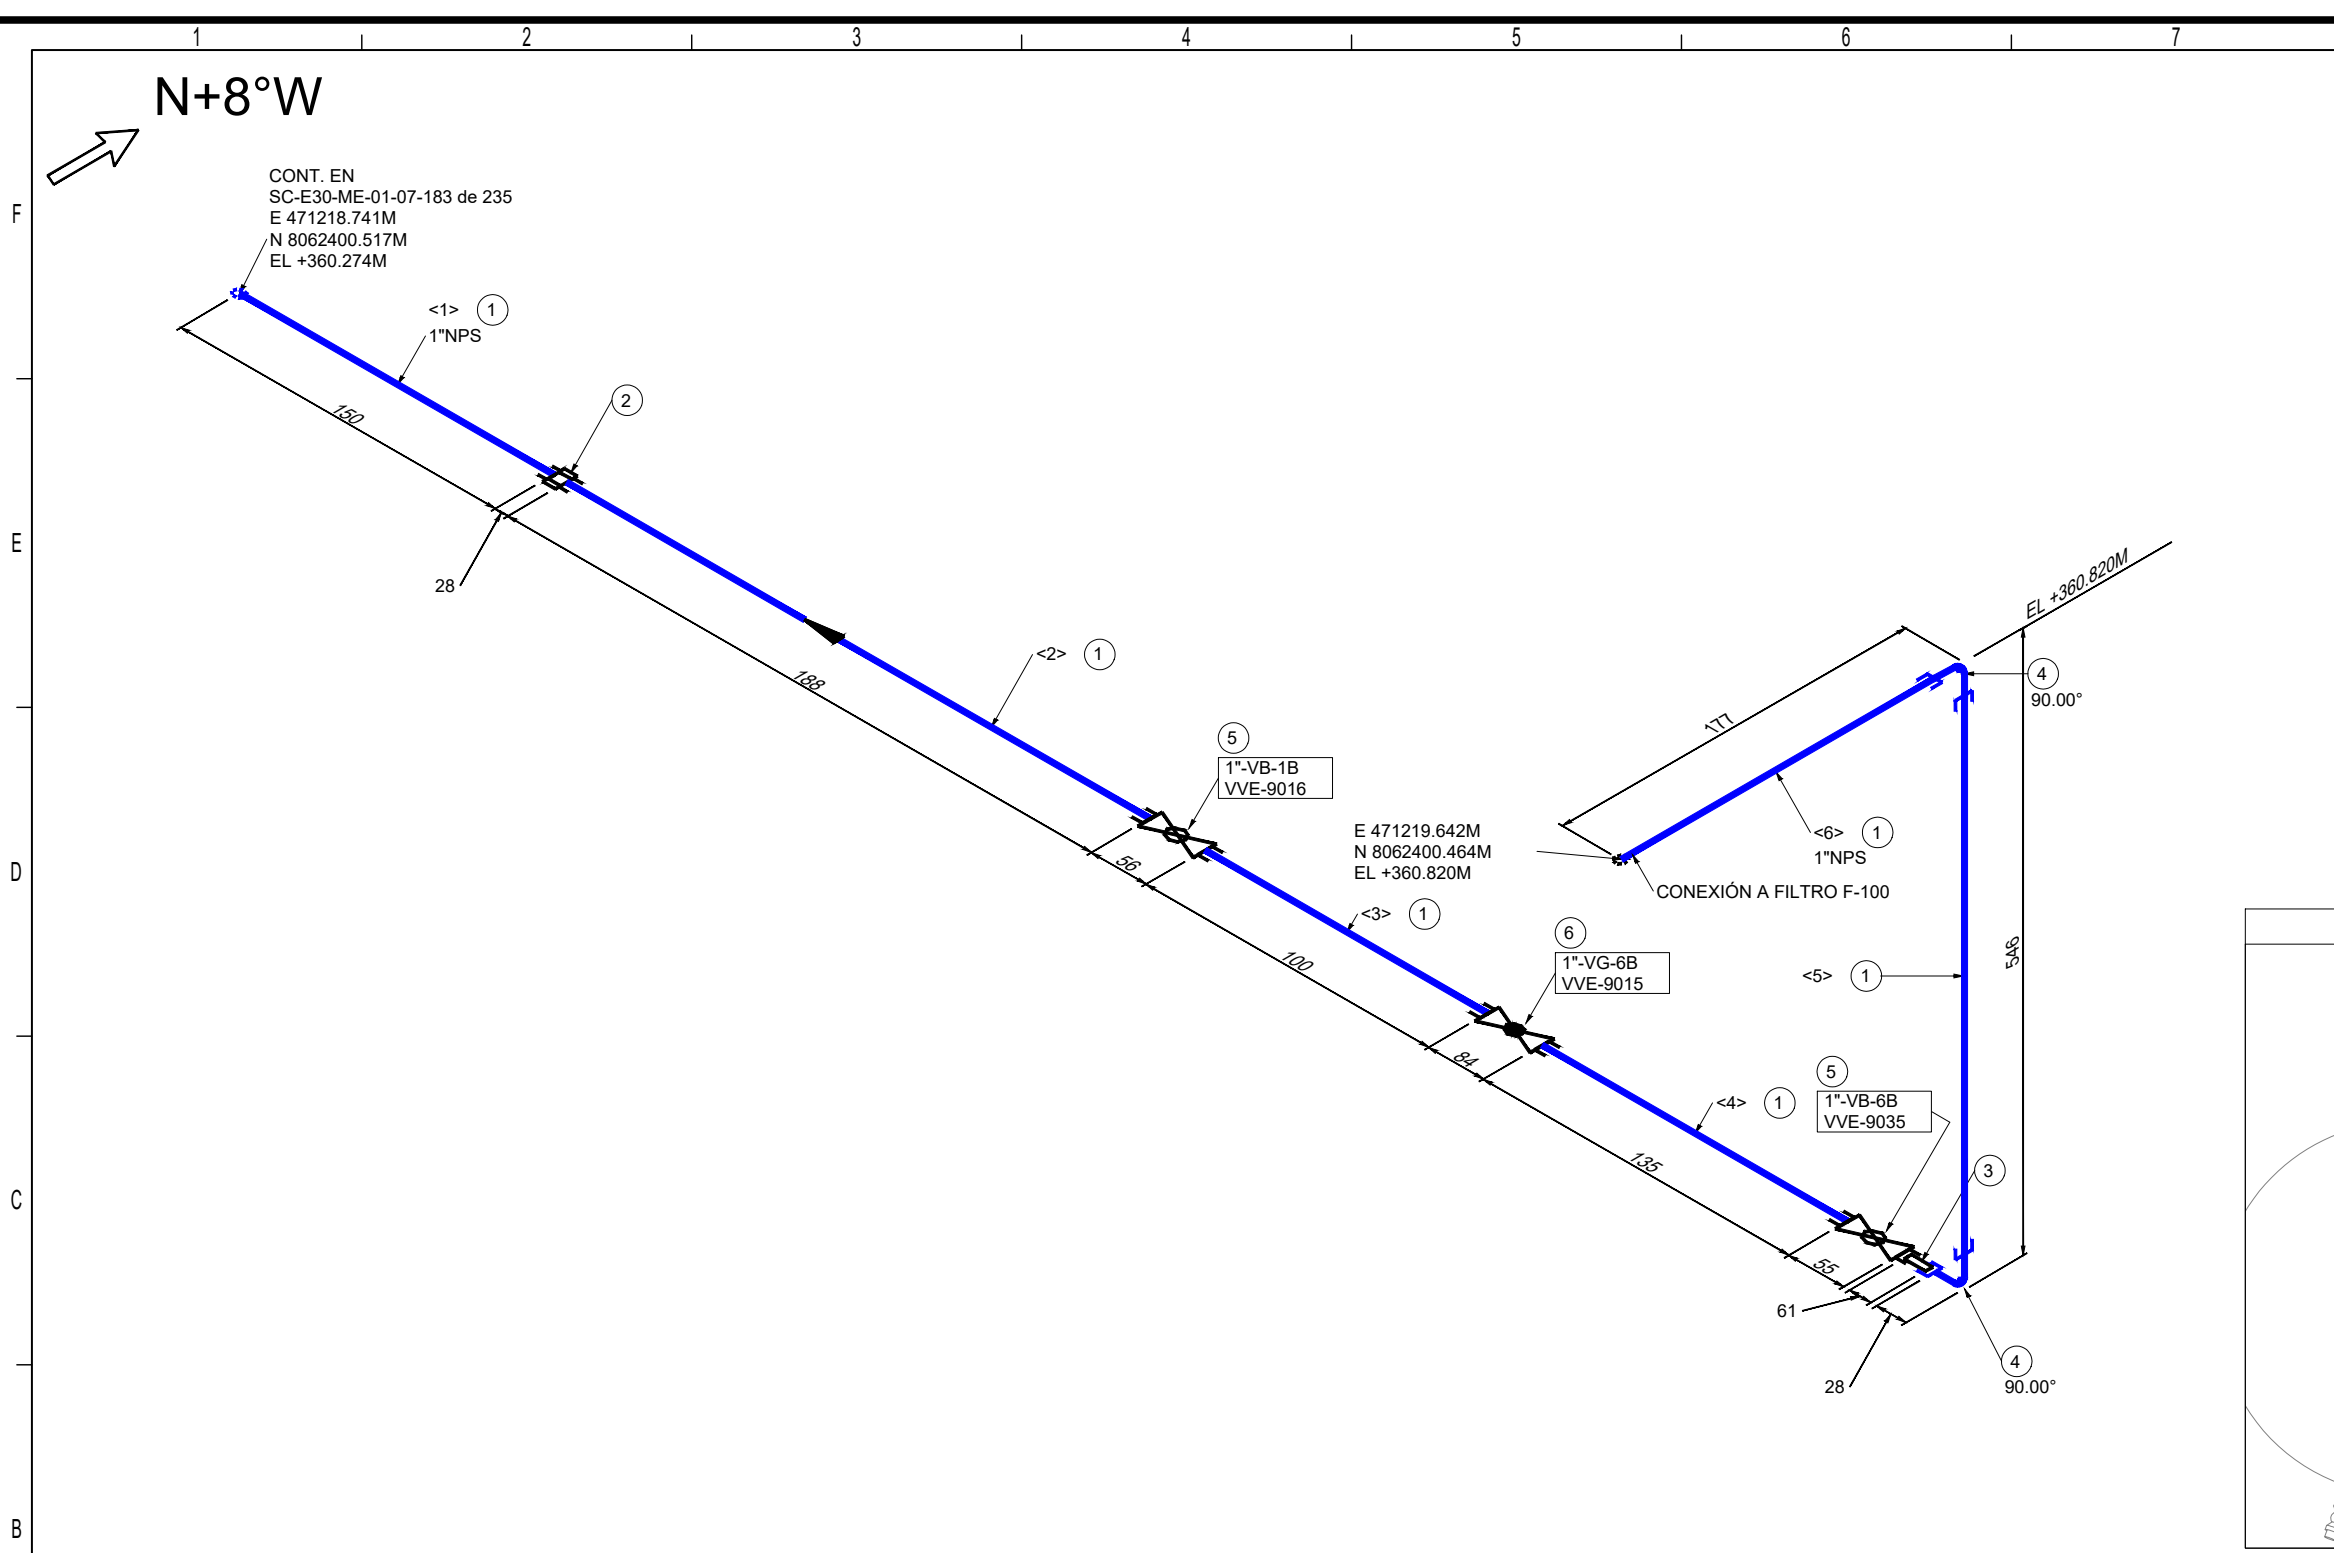 1 2 3 4 5 6 7
N+8°W
F
CONT. EN
SC-E30-ME-01-07-183 de 235
E 471218.741M
N 8062400.517M
EL +360.274M
<1> 1
1"NPS
150
2
E
28
EL +360.820M
<2> 1
188
4
90.00°
177
5
1"-VB-1B
VVE-9016
E 471219.642M
N 8062400.464M
EL +360.820M
<6> 1
1"NPS
D
56
CONEXIÓN A FILTRO F-100
<3> 1
6
1"-VG-6B
VVE-9015
100
546
<5> 1
84
5
1"-VB-6B
VVE-9035
<4> 1
135
3
C
55
61
28
4
90.00°
B